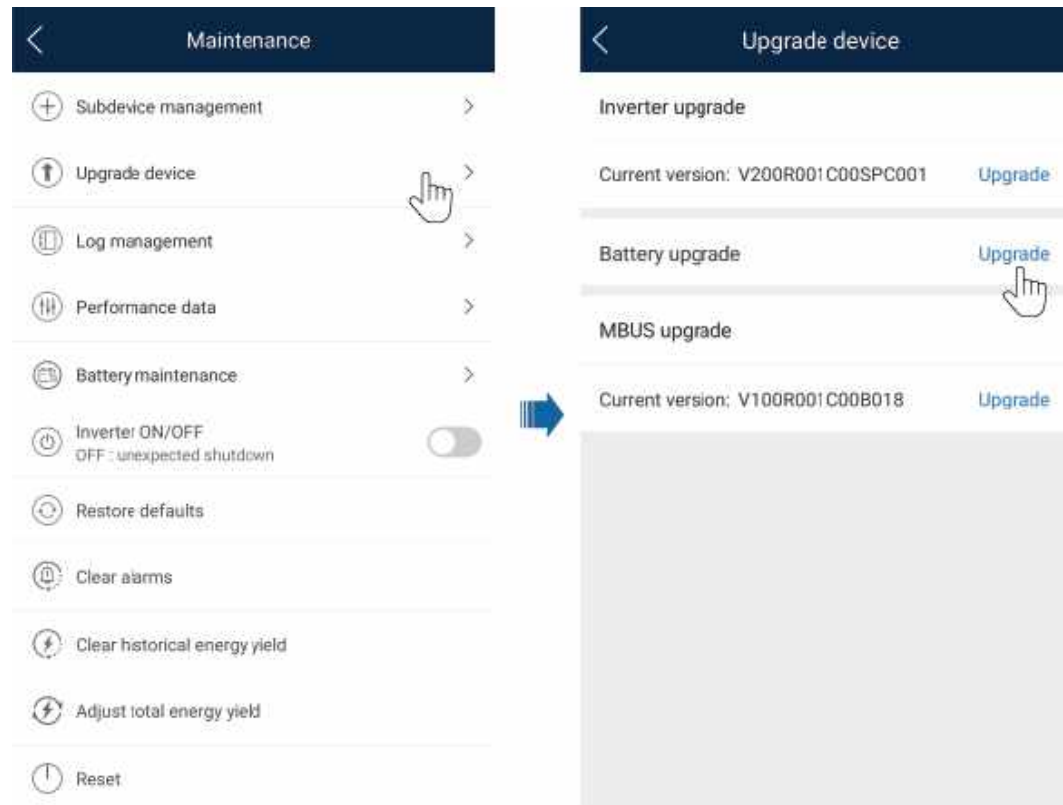 Maintenance
Subdevice management
Upgrade device
Log management
Performance data
Battery maintenance
Inverter ON/OFF
OFF : unexpected shutdown
Restore defaults
Clear alarms
Clear historical energy yield
Adjust total energy yield
Reset
Upgrade device
Inverter upgrade
Current version: V200R001C00SPC001 Upgrade
Battery upgrade Upgrade
MBUS upgrade
Current version: V100R001C00B018 Upgrade